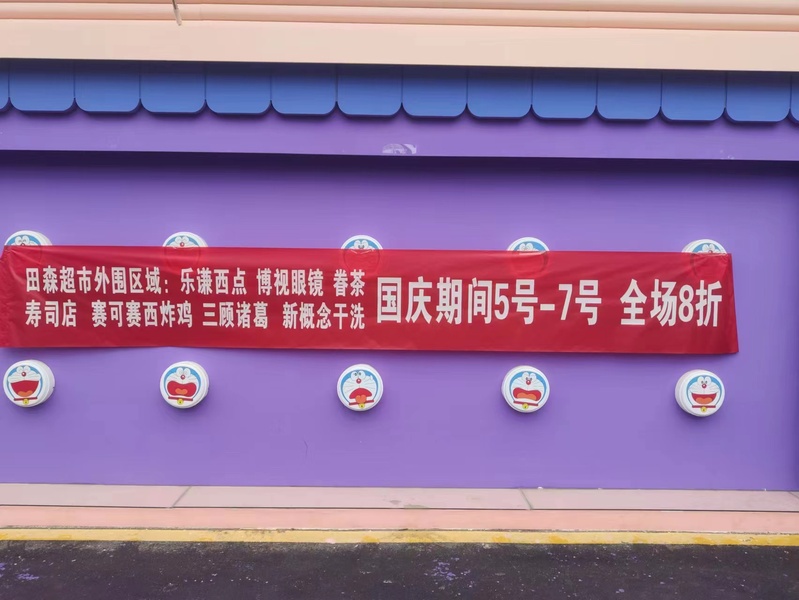 田森超市外围区域：乐谦西点 博视眼镜 眷茶
寿司店 赛可赛西炸鸡 三顾诸葛 新概念干洗
国庆期间5号-7号 全场8折